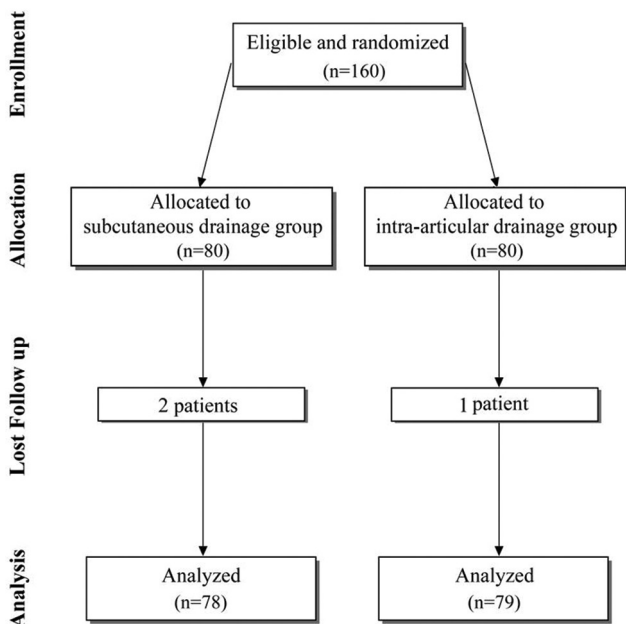 Enrollment
Eligible and randomized
(n=160)
Allocation
Allocated to
subcutaneous drainage group
(n=80)
Allocated to
intra-articular drainage group
(n=80)
Lost Follow up
2 patients
1 patient
Analysis
Analyzed
(n=78)
Analyzed
(n=79)